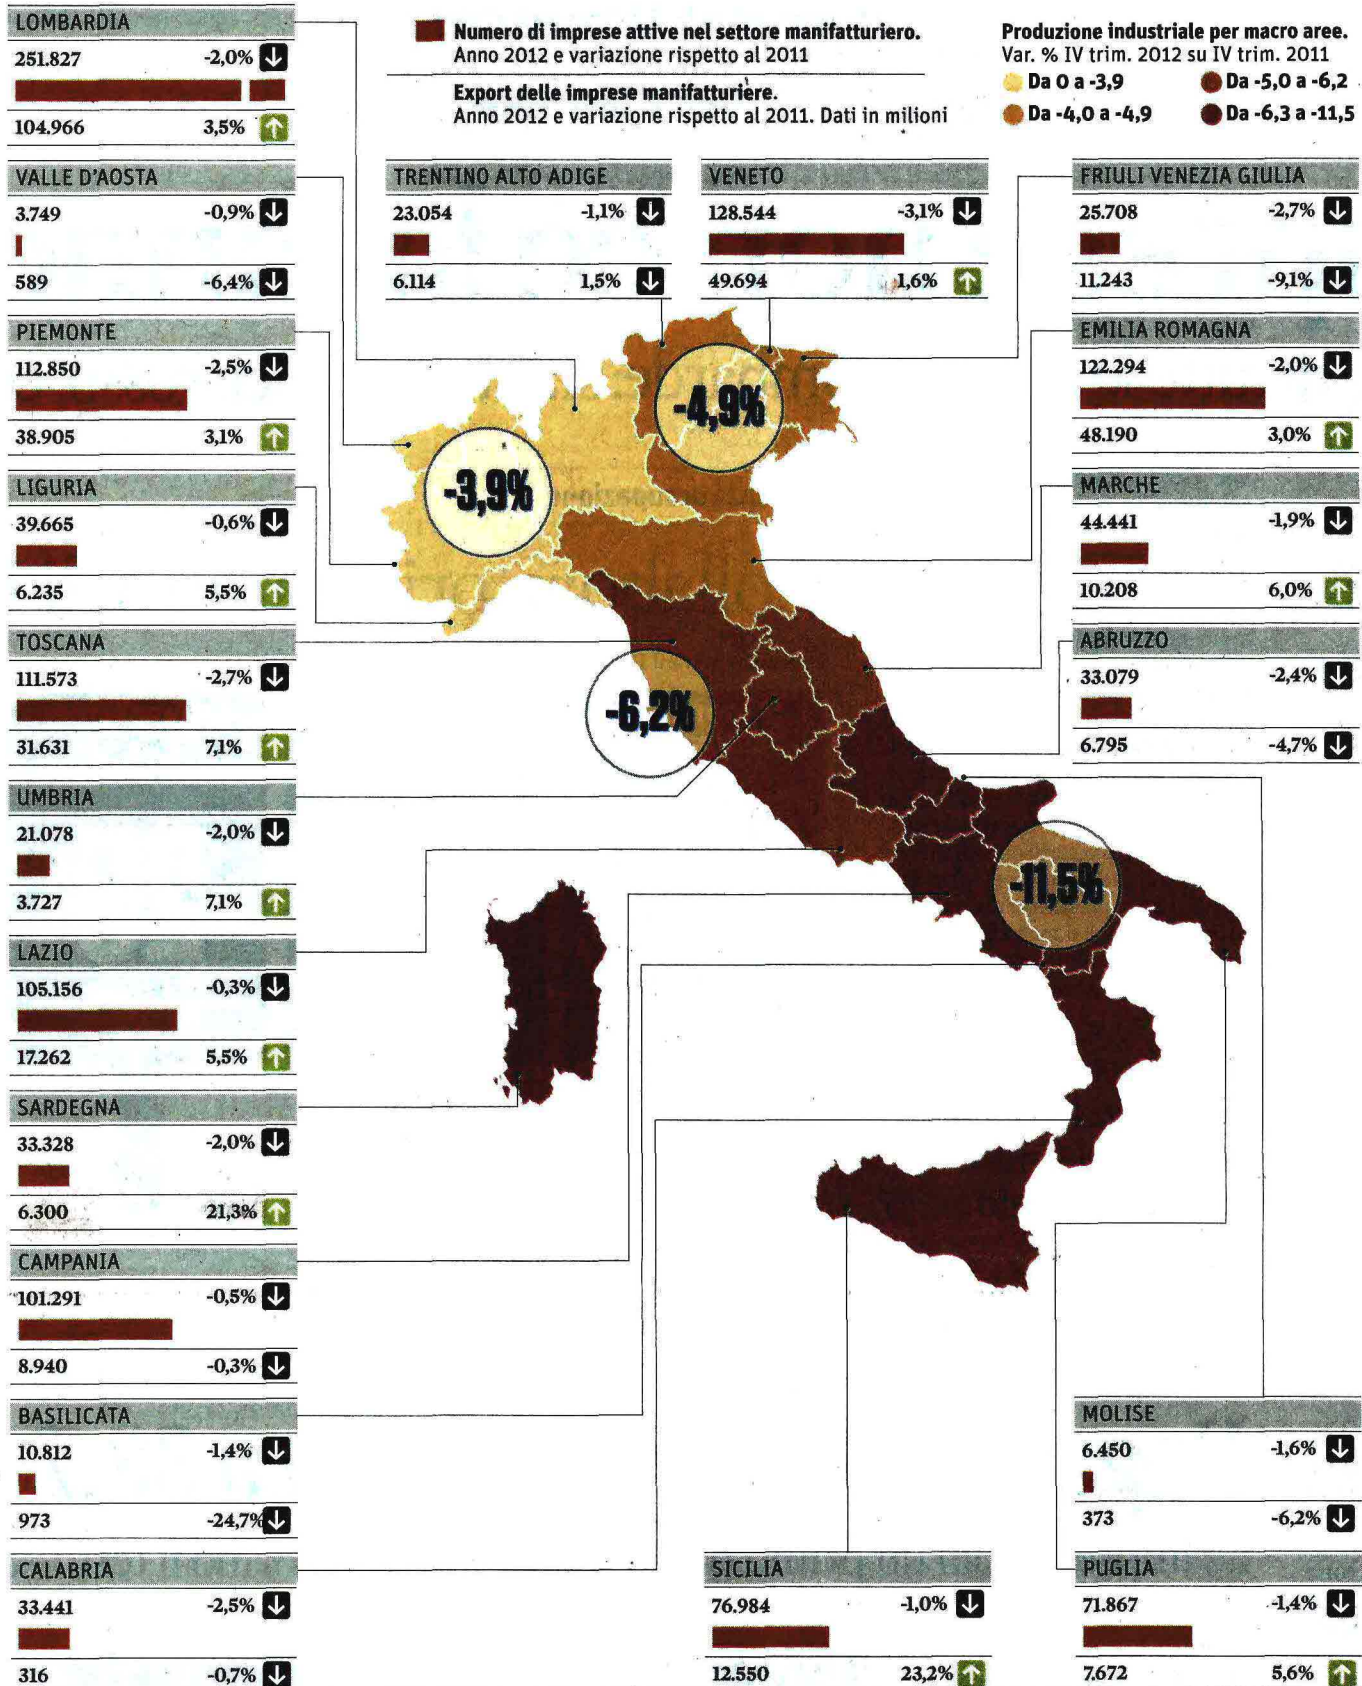 LOMBARDIA
251.827 -2,0%
104.966 3,5%
Numero di imprese attive nel settore manifatturiero.
Anno 2012 e variazione rispetto al 2011
Export delle imprese manifatturiere.
Anno 2012 e variazione rispetto al 2011. Dati in milioni
Produzione industriale per macro aree.
Var. % IV trim. 2012 su IV trim. 2011
Da 0 a -3,9
Da -5,0 a -6,2
Da -4,0 a -4,9
Da -6,3 a -11,5
VALLE D'AOSTA
3.749 -0,9%
589 -6,4%
TRENTINO ALTO ADIGE
23.054 -1,1%
6.114 1,5%
VENETO
128.544 -3,1%
49.694 1,6%
FRIULI VENEZIA GIULIA
25.708 -2,7%
11.243 -9,1%
PIEMONTE
112.850 -2,5%
38.905 3,1%
EMILIA ROMAGNA
122.294 -2,0%
48.190 3,0%
-4,9%
-3,9%
LIGURIA
39.665 -0,6%
6.235 5,5%
MARCHE
44.441 -1,9%
10.208 6,0%
TOSCANA
111.573 -2,7%
31.631 7,1%
ABRUZZO
33.079 -2,4%
6.795 -4,7%
-6,2%
UMBRIA
21.078 -2,0%
3.727 7,1%
-11,5%
LAZIO
105.156 -0,3%
17.262 5,5%
SARDEGNA
33.328 -2,0%
6.300 21,3%
CAMPANIA
101.291 -0,5%
8.940 -0,3%
BASILICATA
10.812 -1,4%
973 -24,7%
MOLISE
6.450 -1,6%
373 -6,2%
CALABRIA
33.441 -2,5%
316 -0,7%
SICILIA
76.984 -1,0%
12.550 23,2%
PUGLIA
71.867 -1,4%
7.672 5,6%